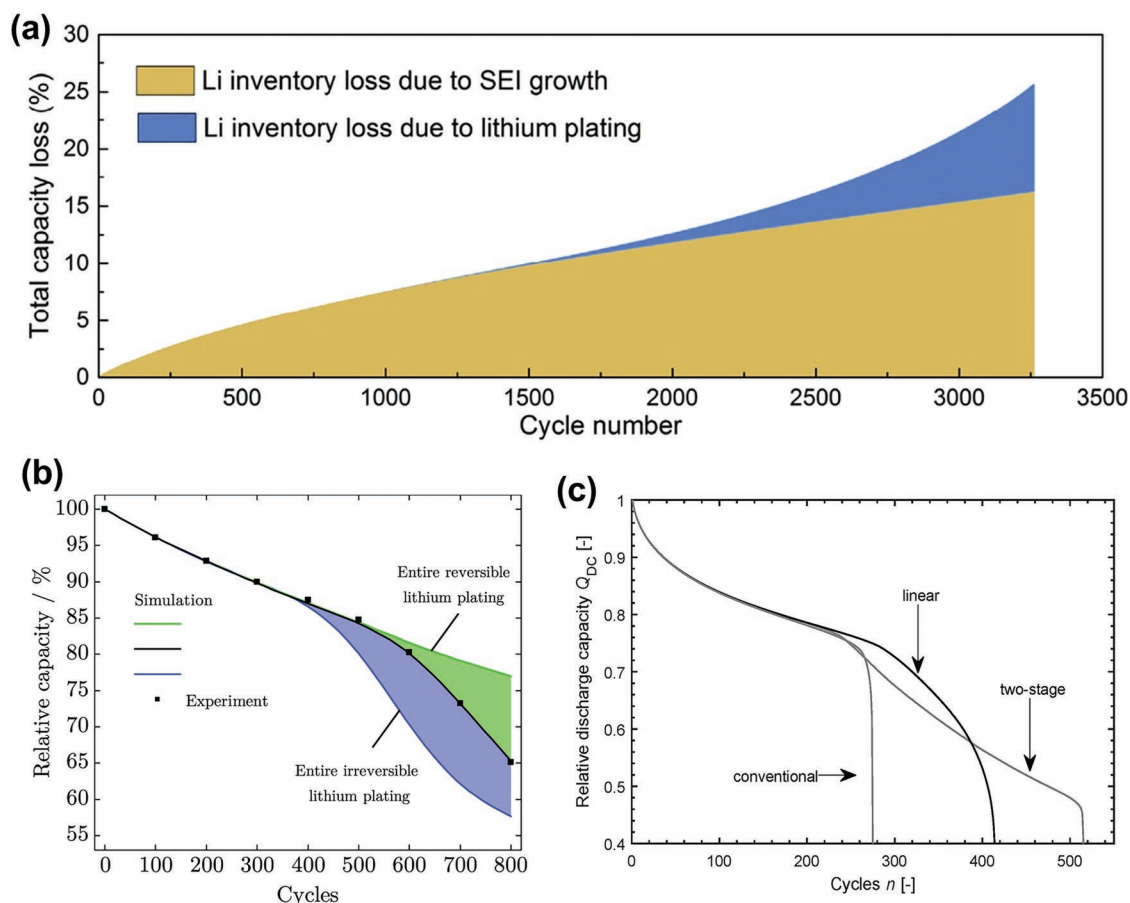 (a)
30
25
20
15
10
5
0
Total capacity loss (%)
Li inventory loss due to SEI growth
Li inventory loss due to lithium plating
0 500 1000 1500 2000 2500 3000 3500
Cycle number
(b)
100
95
90
85
80
75
70
65
60
55
Relative capacity / %
Simulation
Experiment
Entire reversible
lithium plating
Entire irreversible
lithium plating
0 100 200 300 400 500 600 700 800
Cycles
(c)
1
0.9
0.8
0.7
0.6
0.5
0.4
Relative discharge capacity Q_DC [-]
linear
two-stage
conventional
0 100 200 300 400 500
Cycles n [-]